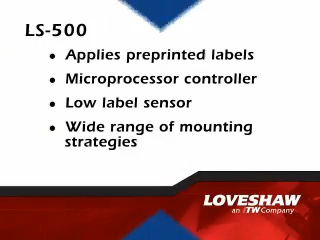 LS-500
• Applies preprinted labels
• Microprocessor controller
• Low label sensor
• Wide range of mounting
strategies
LOVESHAW
an ITW Company